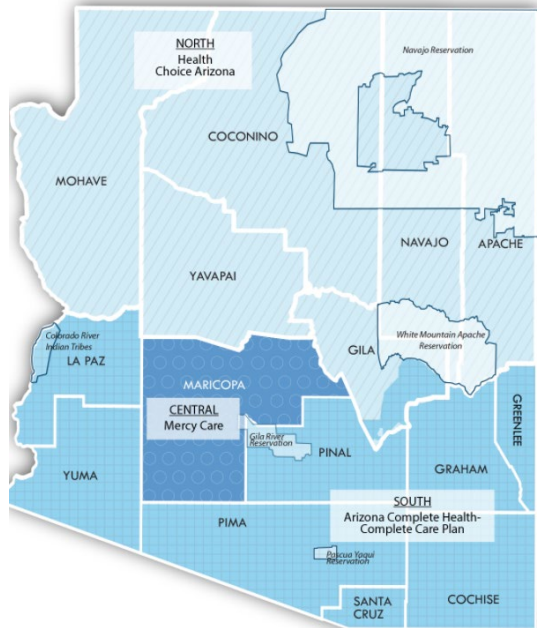 NORTH
Health
Choice Arizona
Navajo Reservation
COCONINO
MOHAVE
NAVAJO
APACHE
YAVAPAI
Colorado River
Indian Tribes
LA PAZ
White Mountain Apache
Reservation
GILA
MARICOPA
CENTRAL
Mercy Care
Gila River
Reservation
PINAL
GREENLEE
YUMA
GRAHAM
SOUTH
Arizona Complete Health-
Complete Care Plan
PIMA
Pascua Yaqui
Reservation
SANTA
CRUZ
COCHISE